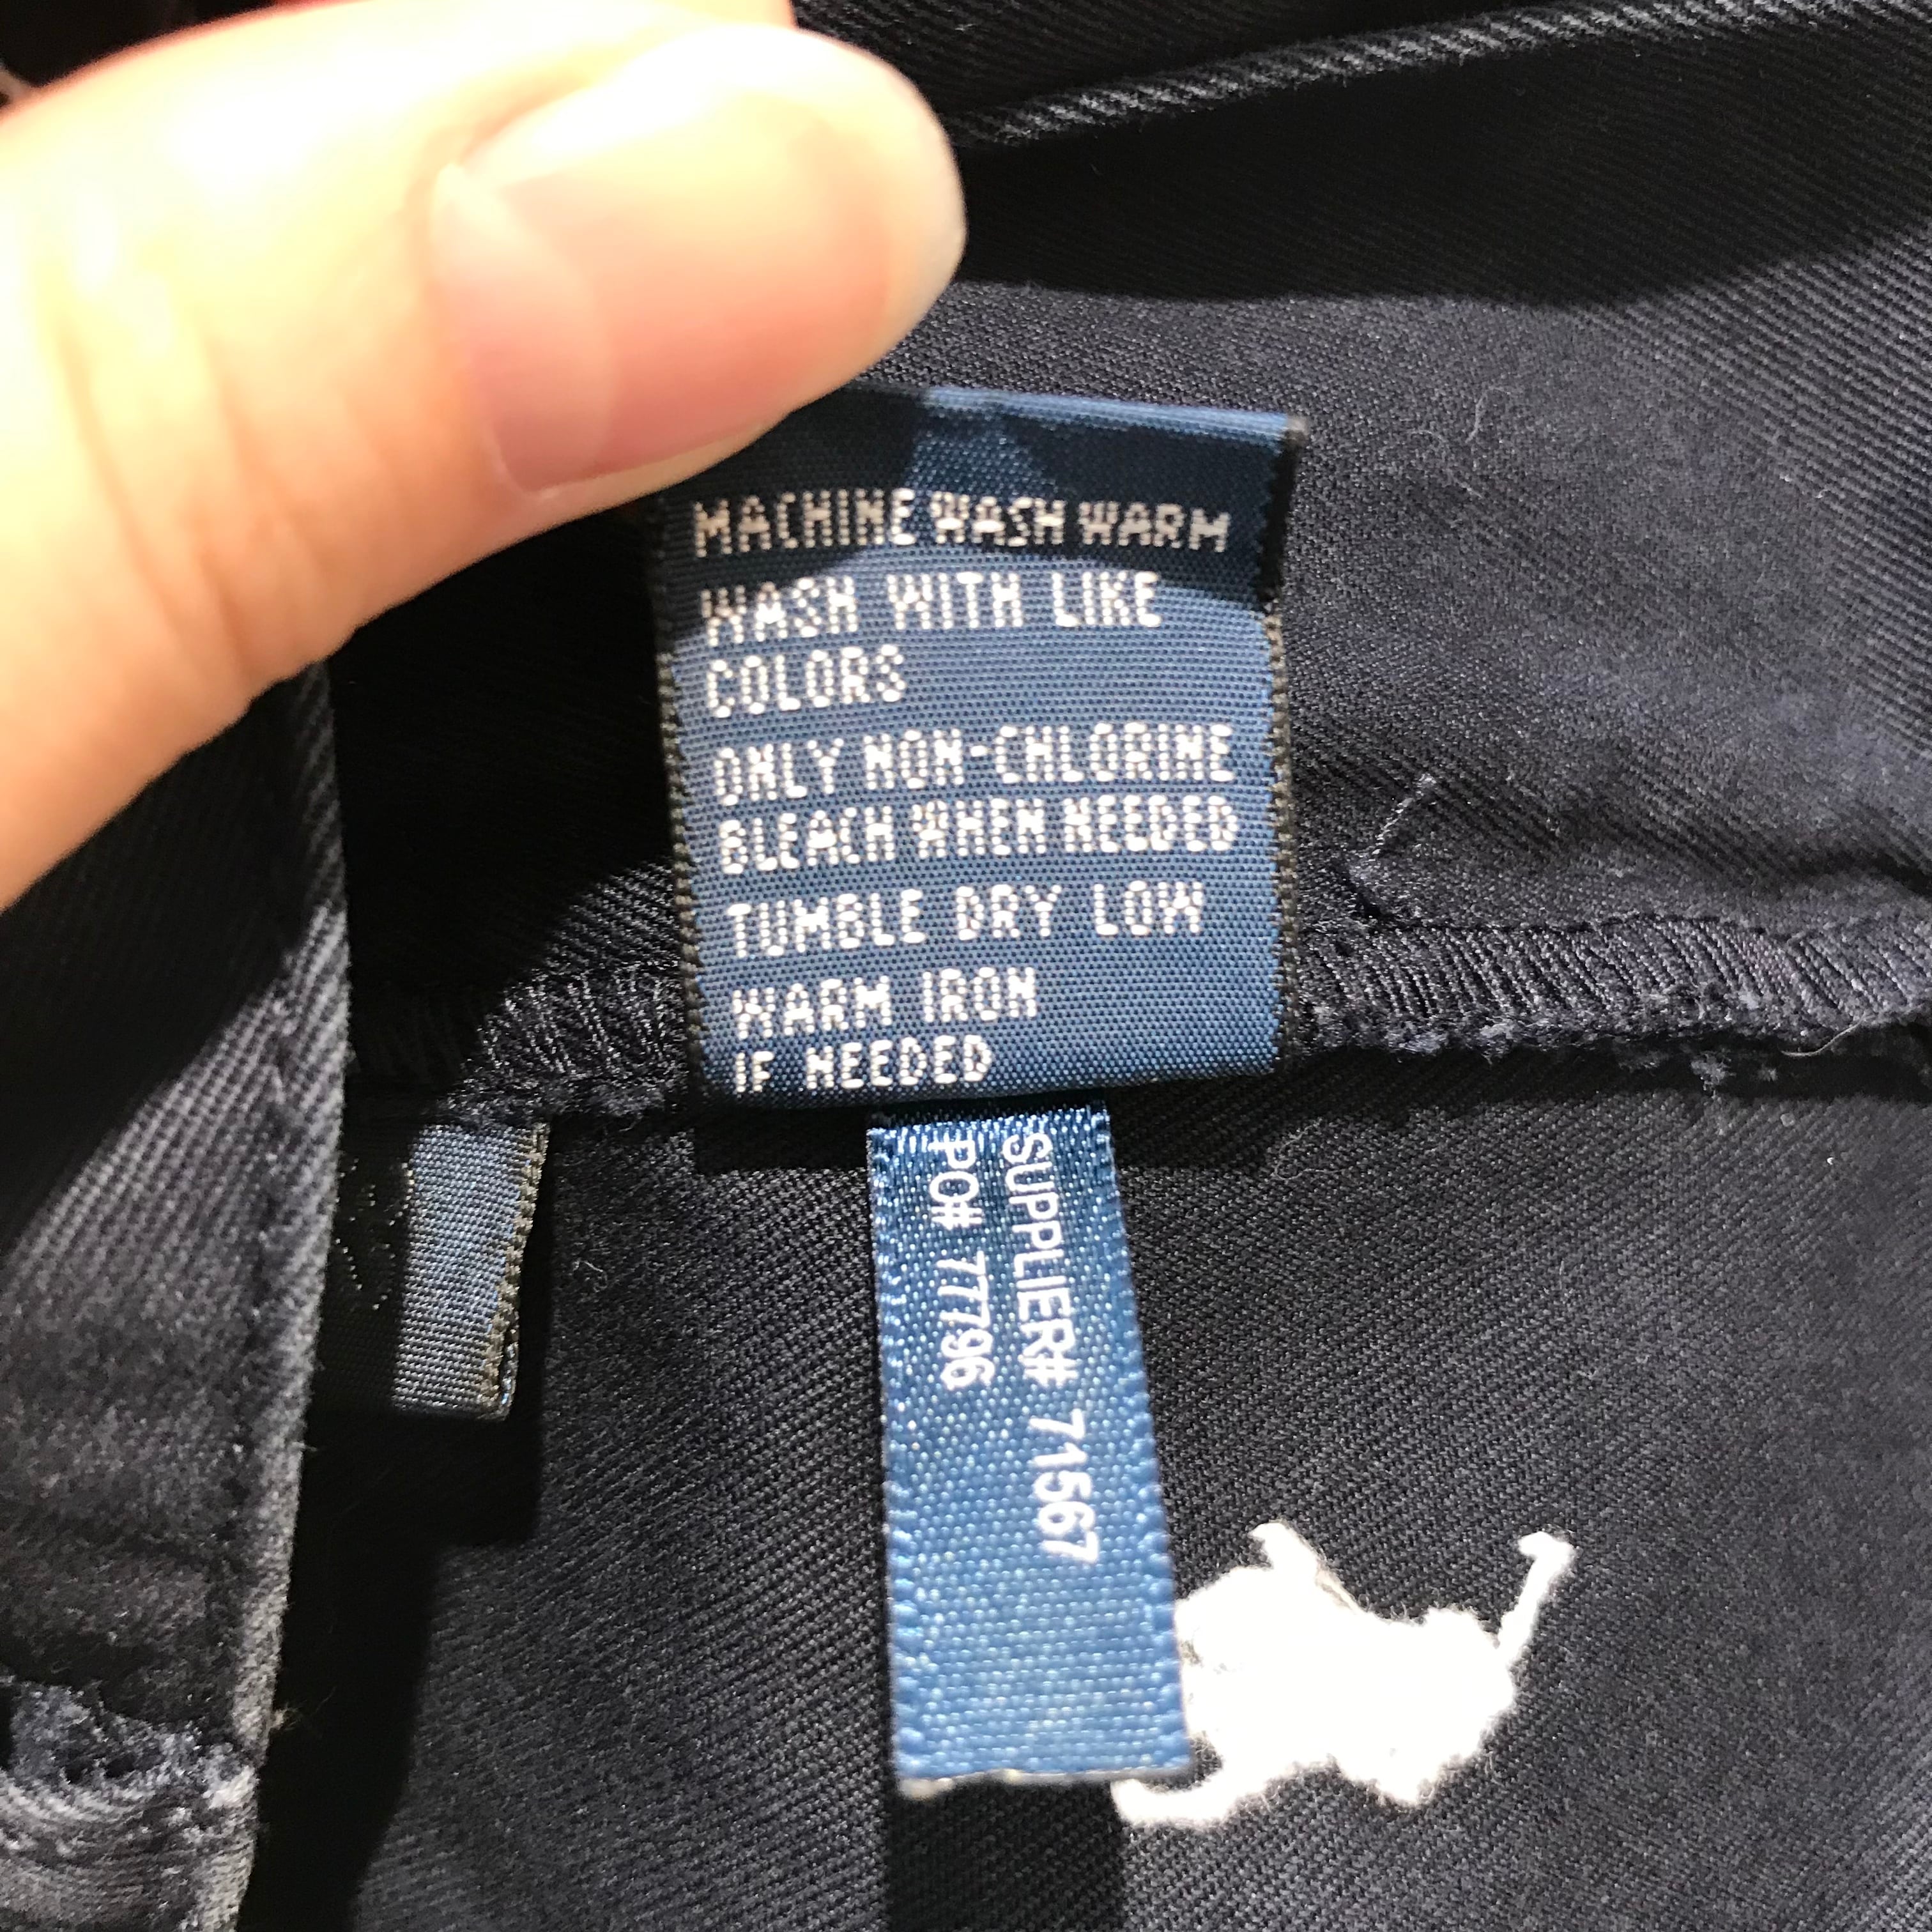 MACHINE WASH WARM
WASH WITH LIKE
COLORS
ONLY NON-CHLORINE
BLEACH WHEN NEEDED
TUMBLE DRY LOW
WARM IRON
IF NEEDED
SUPPLIER# 71567
PO# 77796